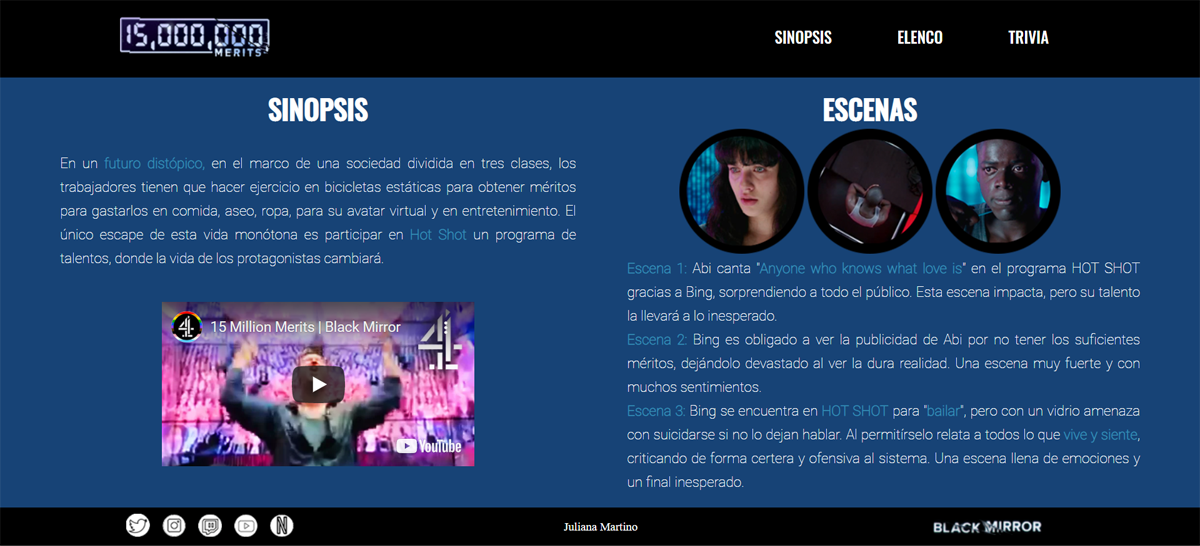 15,000,000
MERITS
SINOPSIS
ELENCO
TRIVIA
SINOPSIS
En un futuro distópico, en el marco de una sociedad dividida en tres clases, los
trabajadores tienen que hacer ejercicio en bicicletas estáticas para obtener méritos
para gastarlos en comida, aseo, ropa, para su avatar virtual y en entretenimiento. El
único escape de esta vida monótona es participar en Hot Shot un programa de
talentos, donde la vida de los protagonistas cambiará.
4
15 Million Merits | Black Mirror
4
YouTube
ESCENAS
Escena 1: Abi canta "Anyone who knows what love is" en el programa HOT SHOT
gracias a Bing, sorprendiendo a todo el público. Esta escena impacta, pero su talento
la llevará a lo inesperado.
Escena 2: Bing es obligado a ver la publicidad de Abi por no tener los suficientes
méritos, dejándolo devastado al ver la dura realidad. Una escena muy fuerte y con
muchos sentimientos.
Escena 3: Bing se encuentra en HOT SHOT para "bailar", pero con un vidrio amenaza
con suicidarse si no lo dejan hablar. Al permitírselo relata a todos lo que vive y siente,
criticando de forma certera y ofensiva al sistema. Una escena llena de emociones y
un final inesperado.
N
Juliana Martino
BLACK MIRROR